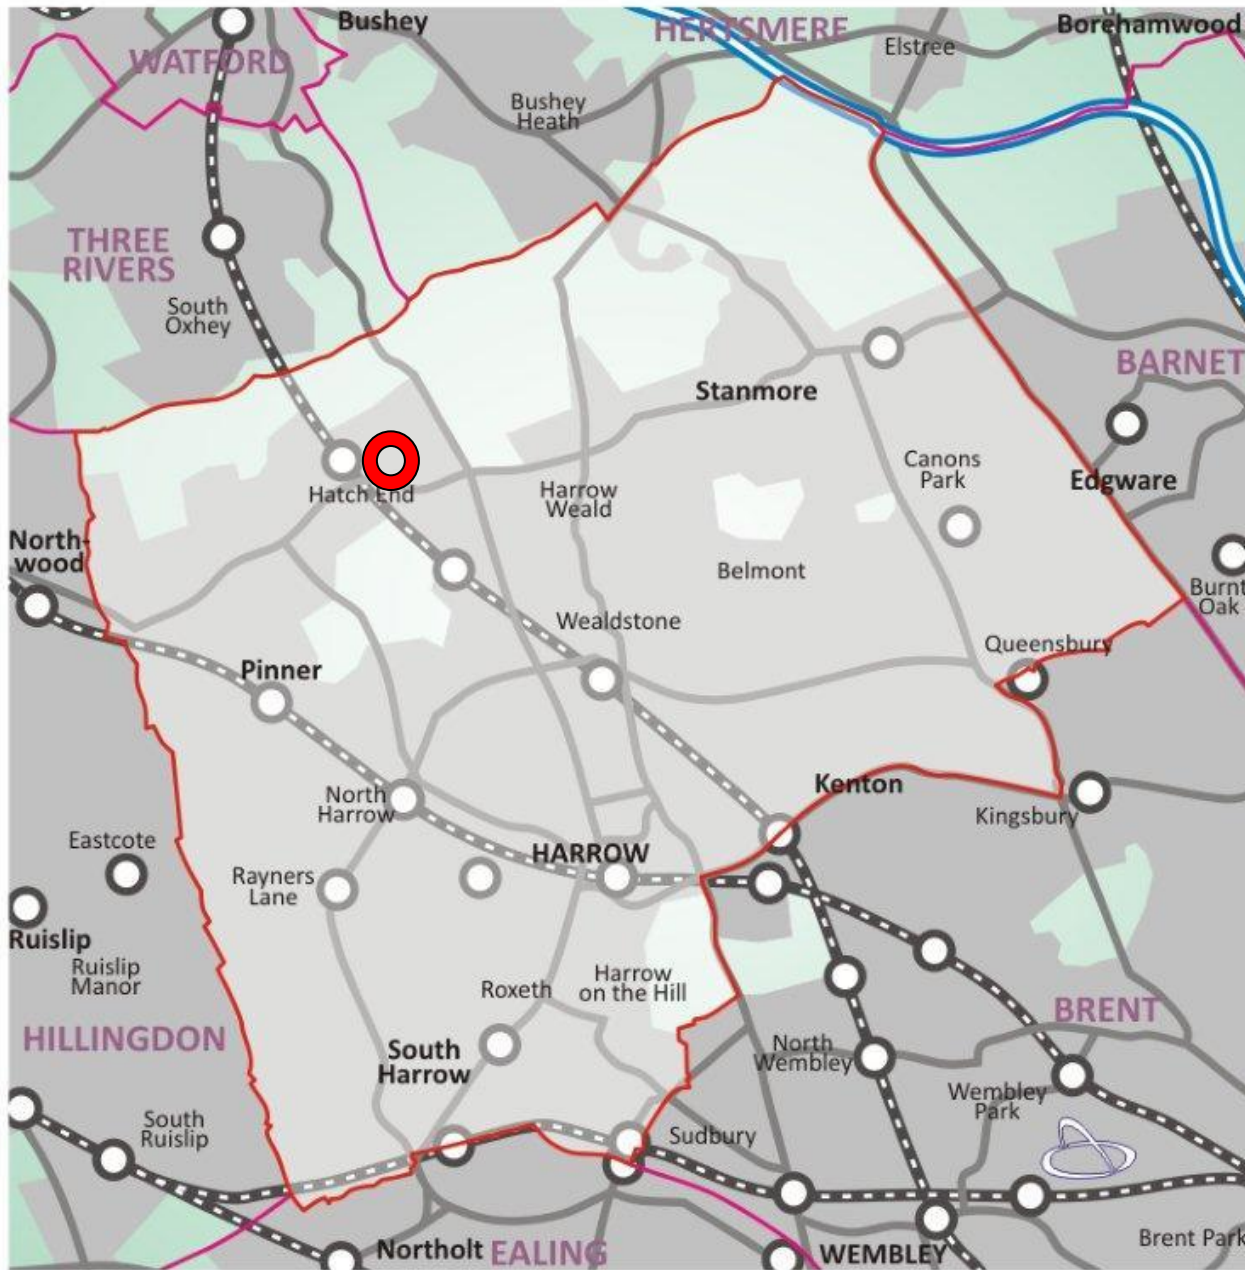 Bushey
HERTSMERE
Borehamwood
WATFORD
Elstree
Bushey
Heath
THREE
RIVERS
South
Oxhey
BARNET
Stanmore
Edgware
Canons
Park
Hatch End
Harrow
Weald
North-
wood
Belmont
Burnt
Oak
Wealdstone
Queensbury
Pinner
Kenton
North
Harrow
Kingsbury
Eastcote
HARROW
Rayners
Lane
Ruislip
Ruislip
Manor
Harrow
on the Hill
Roxeth
BRENT
HILLINGDON
South
Harrow
North
Wembley
Wembley
Park
South
Ruislip
Sudbury
Brent Park
Northolt
EALING
WEMBLEY